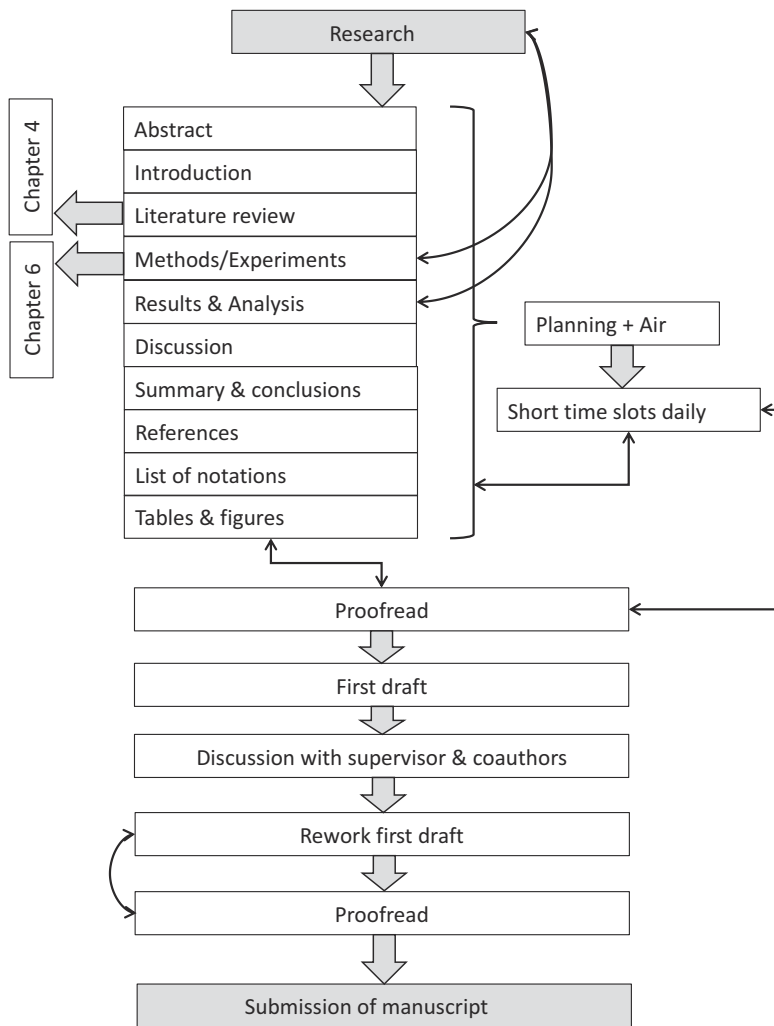 Research
Chapter 4
Chapter 6
Abstract
Introduction
Literature review
Methods/Experiments
Results & Analysis
Discussion
Summary & conclusions
References
List of notations
Tables & figures
Planning + Air
Short time slots daily
Proofread
First draft
Discussion with supervisor & coauthors
Rework first draft
Proofread
Submission of manuscript